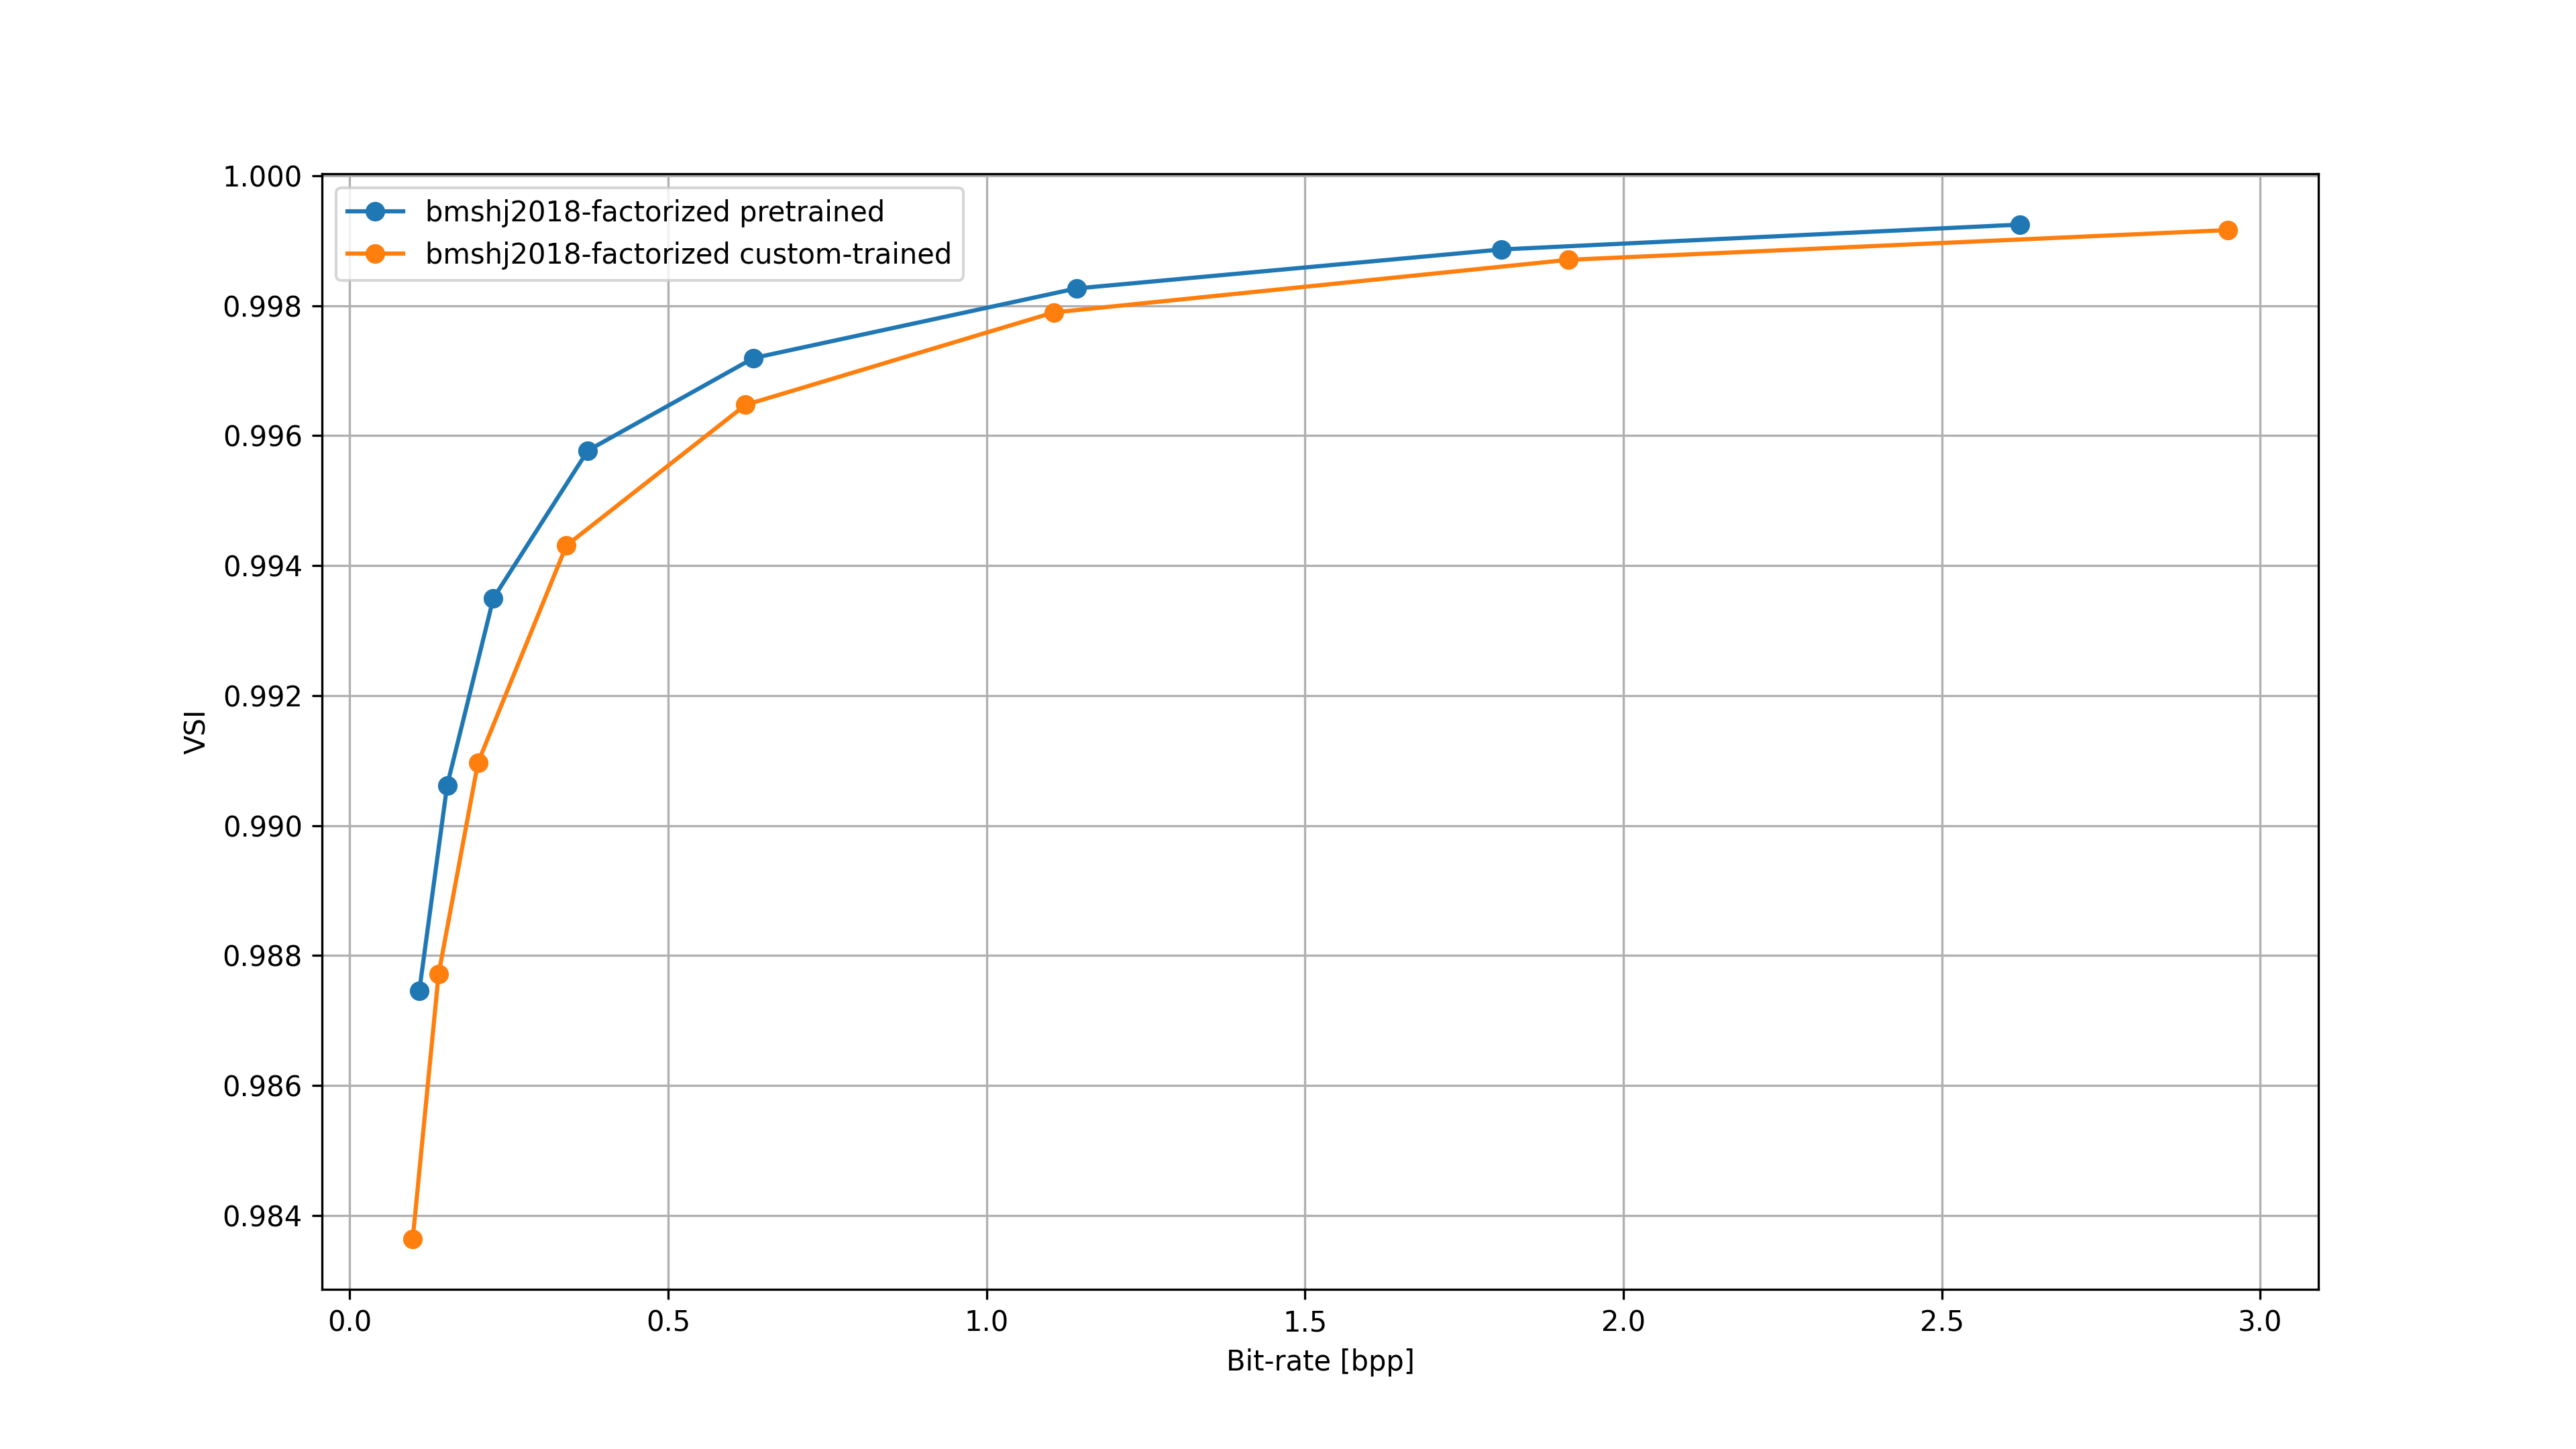 bmshj2018-factorized pretrained
bmshj2018-factorized custom-trained
1.000
0.998
0.996
0.994
0.992
0.990
0.988
0.986
0.984
VSI
0.0 0.5 1.0 1.5 2.0 2.5 3.0
Bit-rate [bpp]